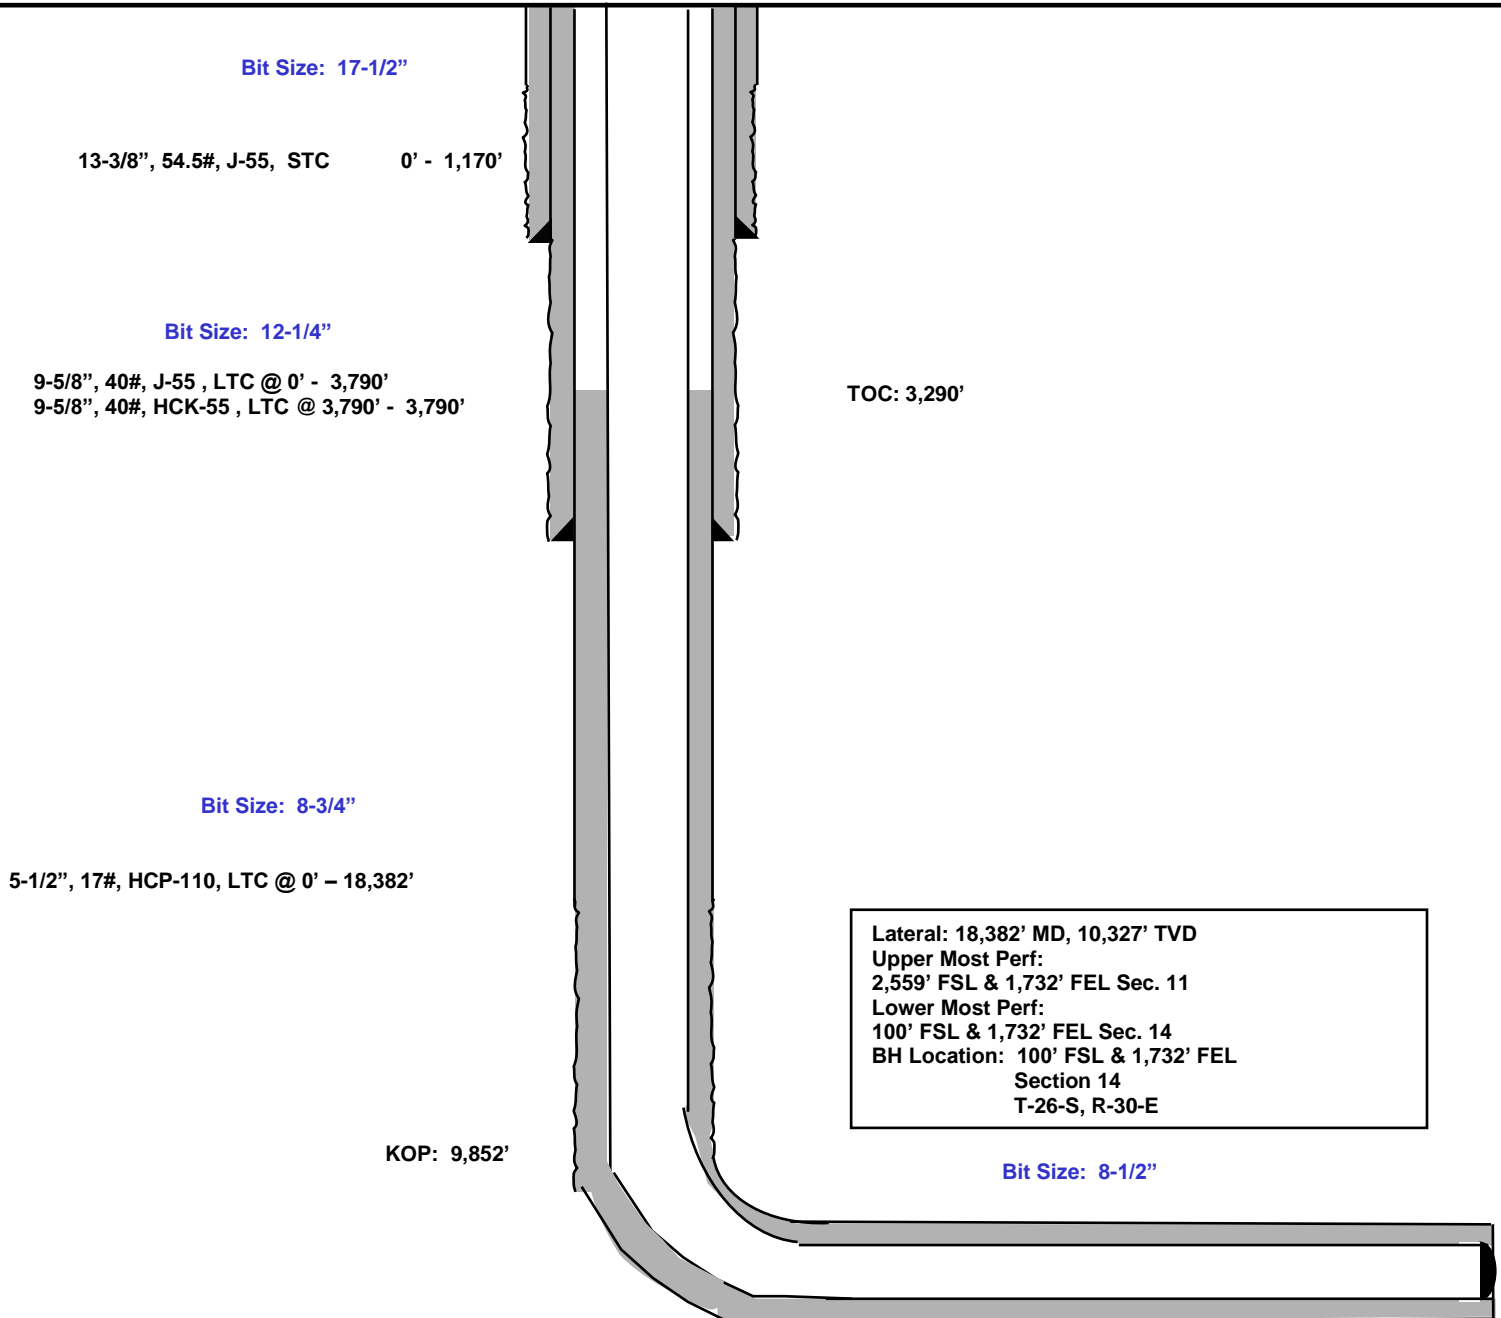 Bit Size: 17-1/2”
13-3/8”, 54.5#, J-55, STC 0’ - 1,170’
Bit Size: 12-1/4”
9-5/8”, 40#, J-55 , LTC @ 0’ - 3,790’
9-5/8”, 40#, HCK-55 , LTC @ 3,790’ - 3,790’
TOC: 3,290’
Bit Size: 8-3/4”
5-1/2”, 17#, HCP-110, LTC @ 0’ – 18,382’
Lateral: 18,382’ MD, 10,327’ TVD
Upper Most Perf:
2,559’ FSL & 1,732’ FEL Sec. 11
Lower Most Perf:
100’ FSL & 1,732’ FEL Sec. 14
BH Location: 100’ FSL & 1,732’ FEL
Section 14
T-26-S, R-30-E
KOP: 9,852’
Bit Size: 8-1/2”